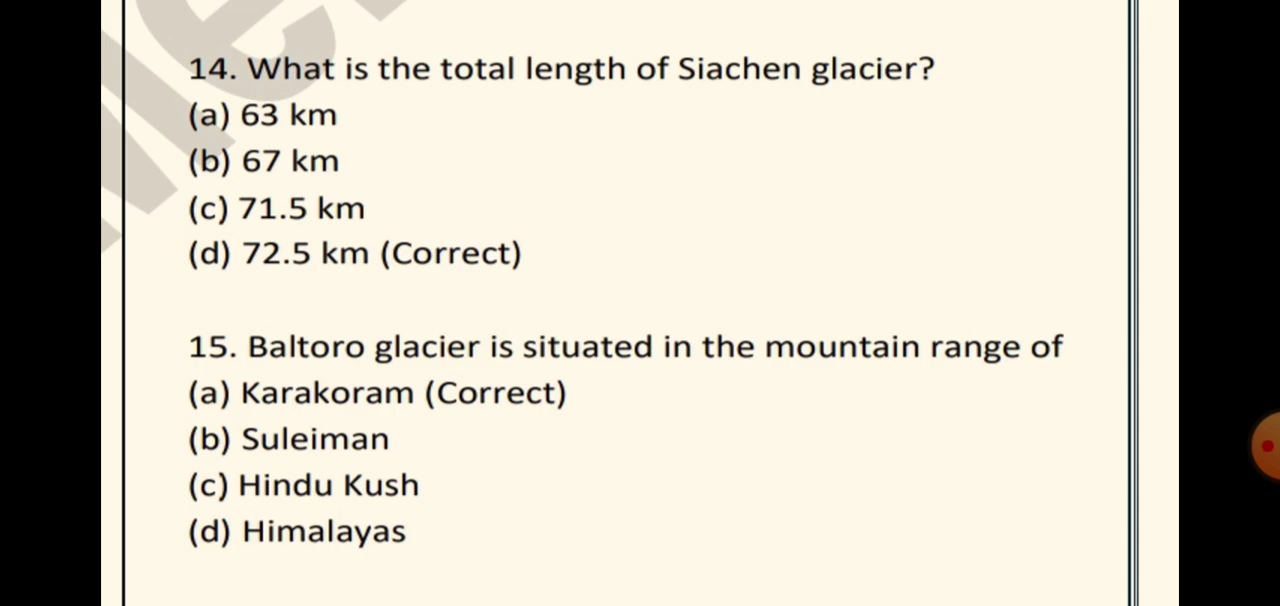 14. What is the total length of Siachen glacier?
(a) 63 km
(b) 67 km
(c) 71.5 km
(d) 72.5 km (Correct)
15. Baltoro glacier is situated in the mountain range of
(a) Karakoram (Correct)
(b) Suleiman
(c) Hindu Kush
(d) Himalayas